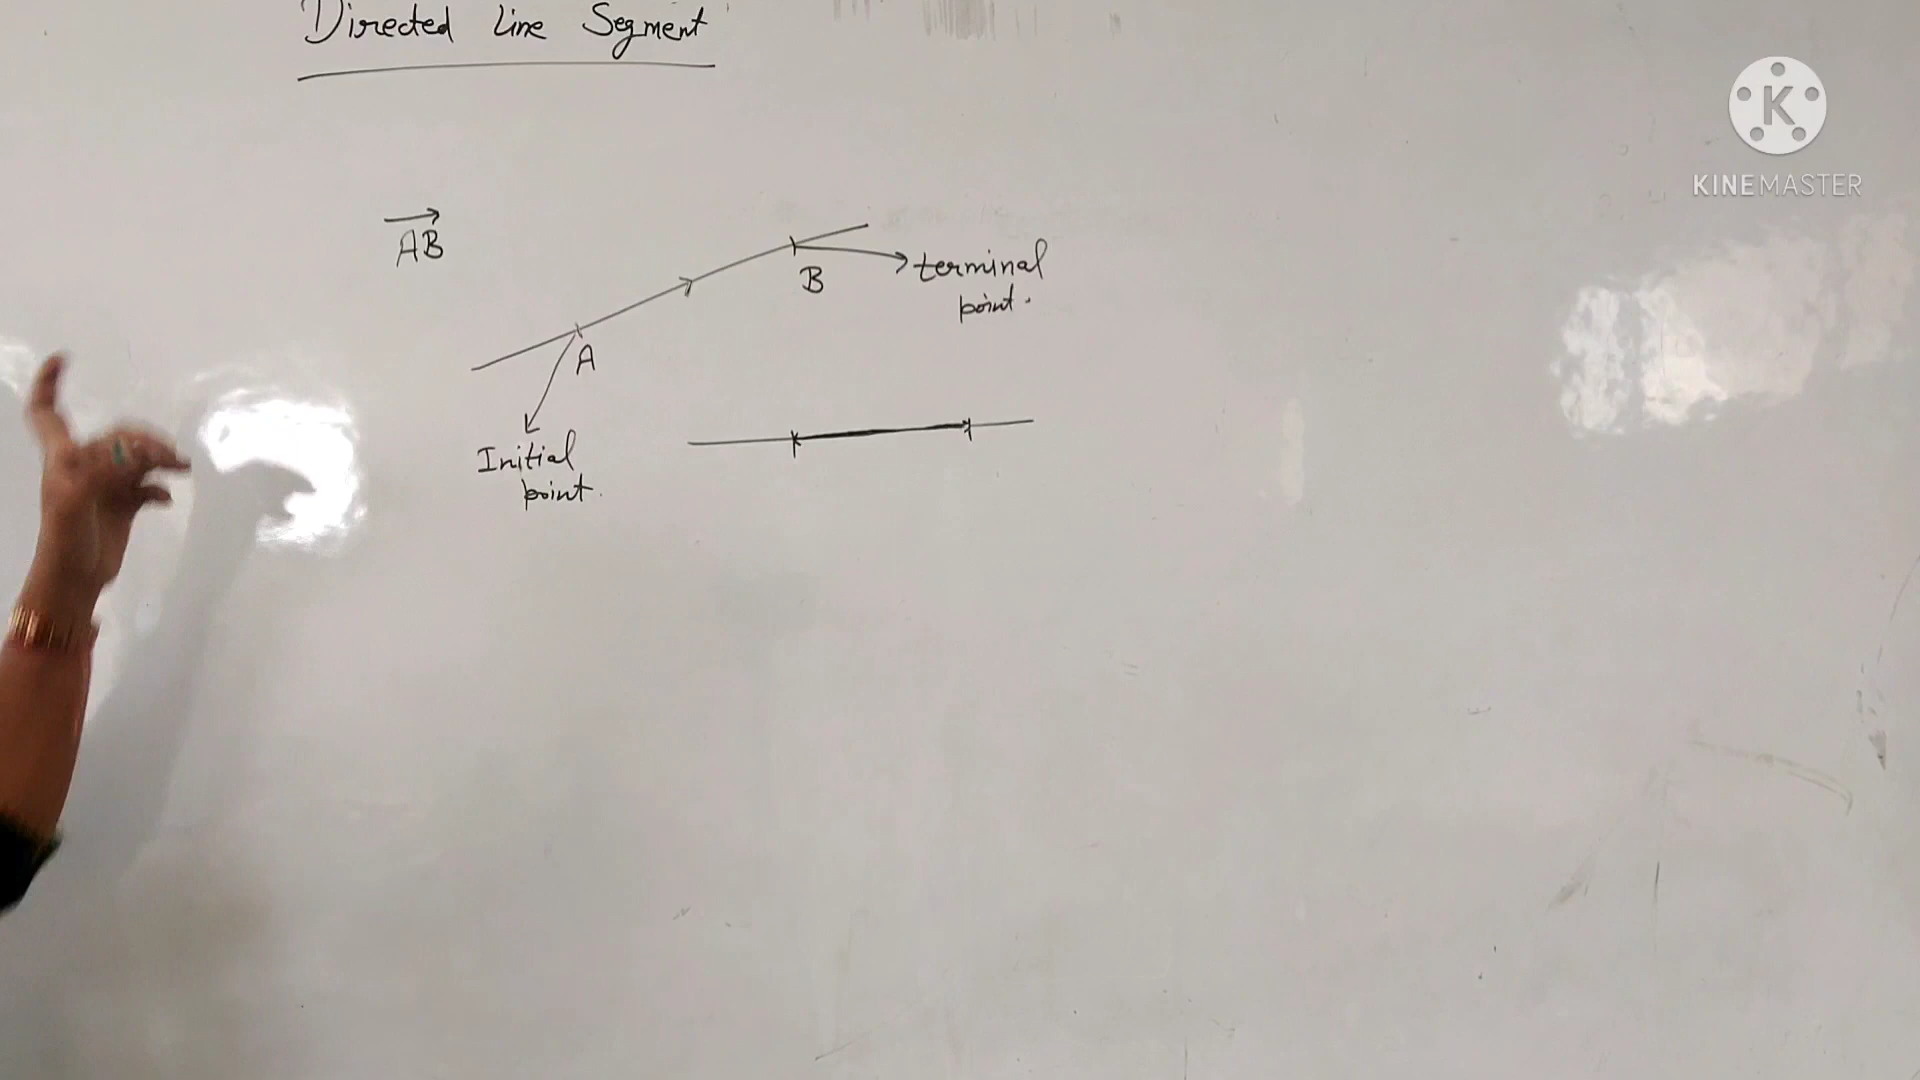 Directed Line Segment
K
KINEMASTER
AB
B
terminal
point.
A
Initial
point.